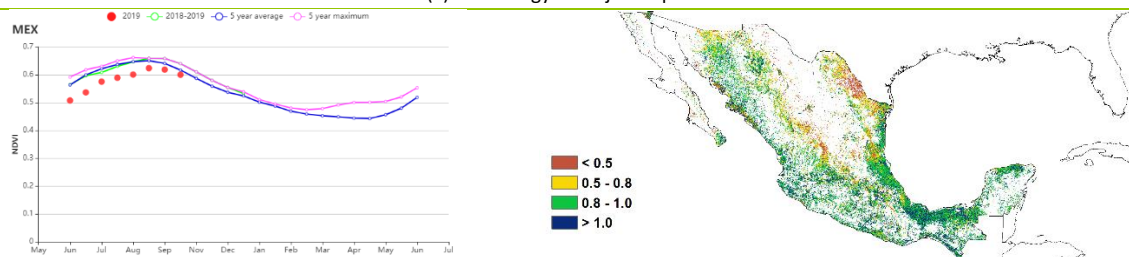 2019 2018-2019 5 year average 5 year maximum
MEX
NDVI
0.7
0.6
0.5
0.4
0.3
0.2
0.1
0
May Jun Jul Aug Sep Oct Nov Dec Jan Feb Mar Apr May Jun Jul
< 0.5
0.5 - 0.8
0.8 - 1.0
> 1.0